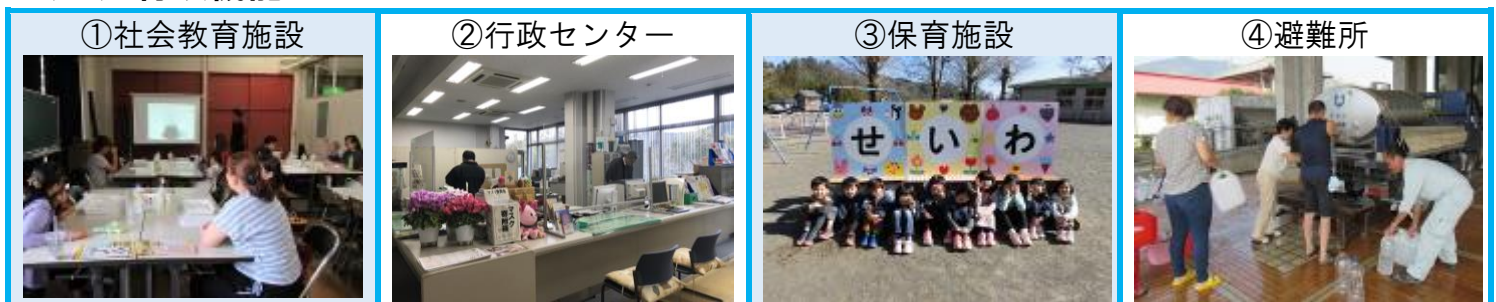 ①社会教育施設
②行政センター
③保育施設
④避難所
せいわ